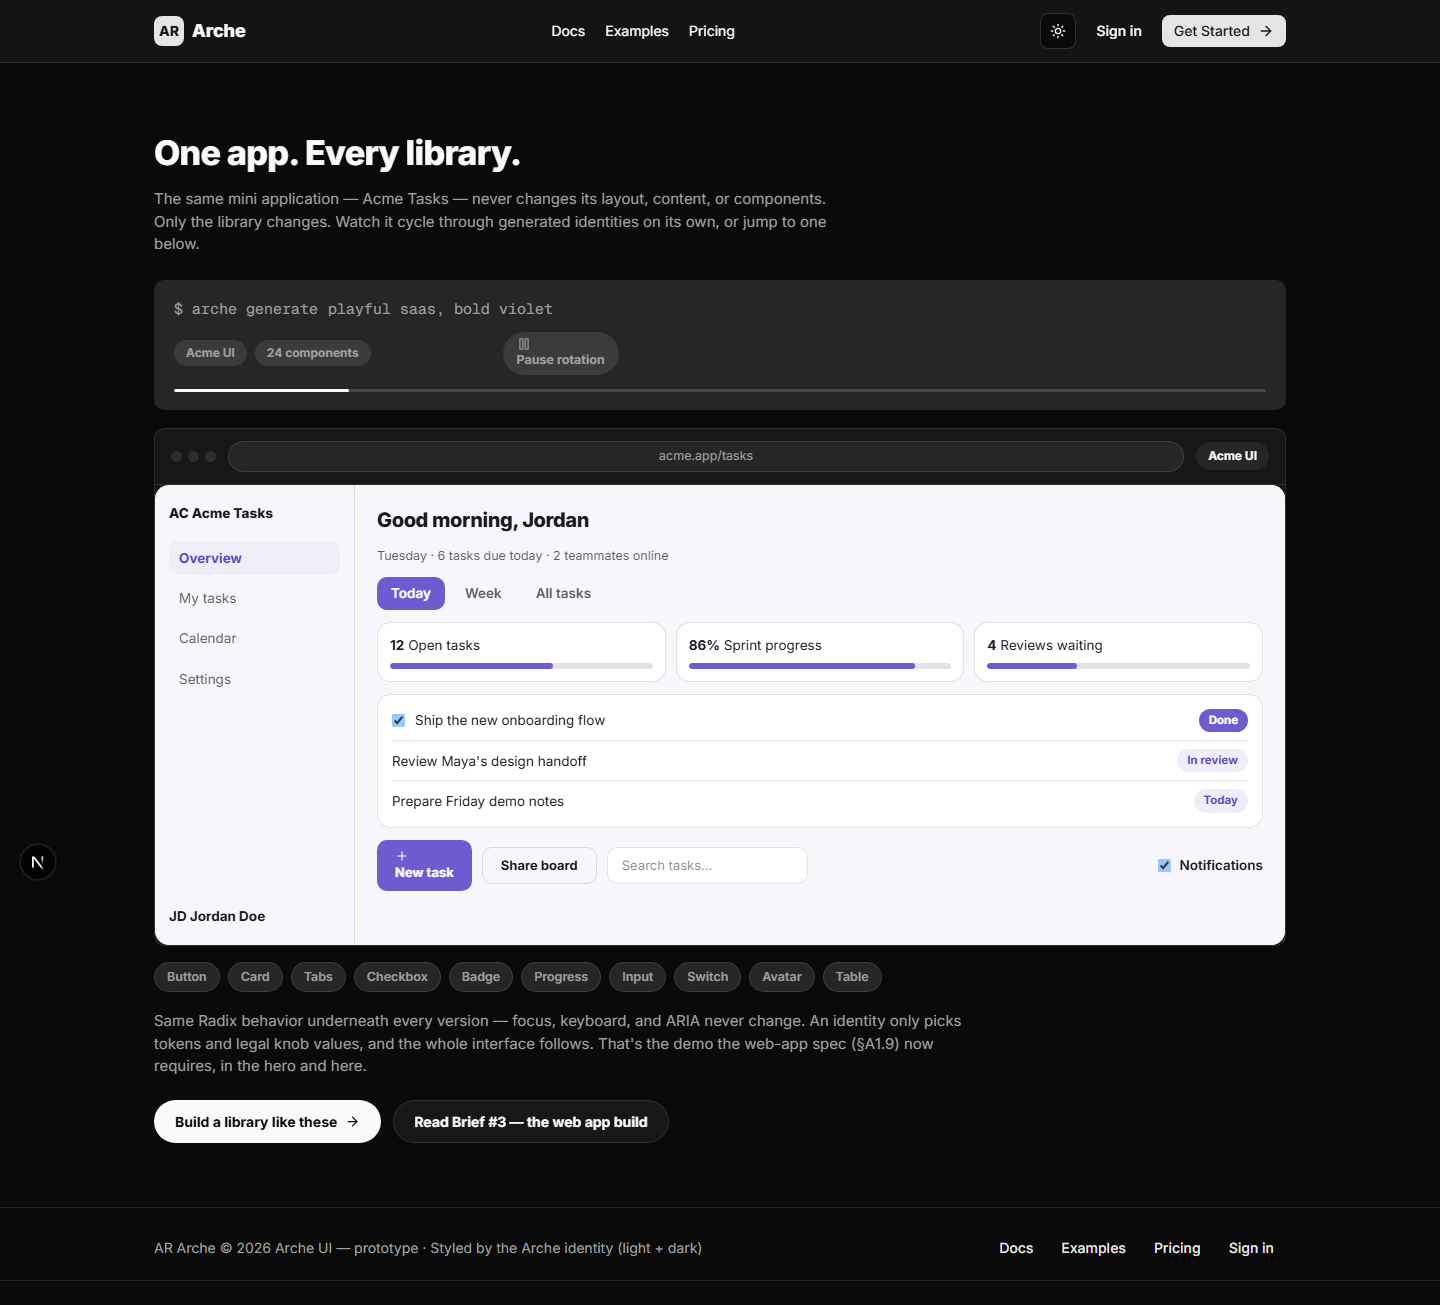 AR Arche
Docs Examples Pricing
Sign in
Get Started
One app. Every library.
The same mini application — Acme Tasks — never changes its layout, content, or components.
Only the library changes. Watch it cycle through generated identities on its own, or jump to one
below.
$ arche generate playful saas, bold violet
Acme UI
24 components
Pause rotation
acme.app/tasks
Acme UI
AC Acme Tasks
Overview
My tasks
Calendar
Settings
JD Jordan Doe
Good morning, Jordan
Tuesday · 6 tasks due today · 2 teammates online
Today Week All tasks
12 Open tasks
86% Sprint progress
4 Reviews waiting
Ship the new onboarding flow Done
Review Maya's design handoff In review
Prepare Friday demo notes Today
New task
Share board
Search tasks...
Notifications
N
Button Card Tabs Checkbox Badge Progress Input Switch Avatar Table
Same Radix behavior underneath every version — focus, keyboard, and ARIA never change. An identity only picks
tokens and legal knob values, and the whole interface follows. That's the demo the web-app spec (§A1.9) now
requires, in the hero and here.
Build a library like these
Read Brief #3 — the web app build
AR Arche © 2026 Arche UI — prototype · Styled by the Arche identity (light + dark)
Docs Examples Pricing Sign in